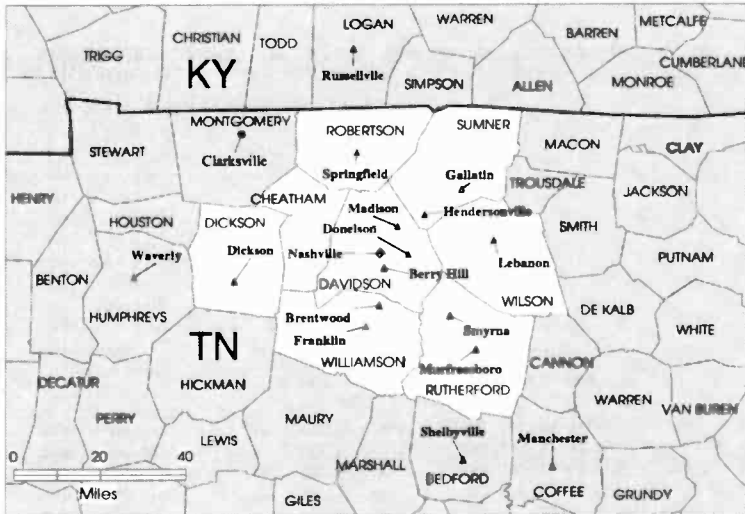 LOGAN
WARREN
METCALFE
CHRISTIAN
TODD
BARREN
TRIGG
KY
Russellvile
CUMBERLAND
SIMPSON
ALLEN
MONROE
MONTGOMERY
SUMNER
ROBERTSON
STEWART
MACON
CLAY
Clarksville
Springfield
Gallatin
TROUSDALE
HENRY
CHEATHAM
JACKSON
HOUSTON
DICKSON
Madison
Hendersonville
SMITH
Donelson
Waverly
Dickson
Nashville
Lebanon
PUTNAM
BENTON
Berry Hill
DAVIDSON
WILSON
HUMPHREYS
Brentwood
DE KALB
TN
Franklin
Smyrna
WHITE
WILLIAMSON
Murfreesboro
CANNON
DECATUR
HICKMAN
RUTHERFORD
WARREN
PERRY
VAN BUREN
MAURY
LEWIS
Shelbyville
Manchester
0 20 40
MARSHALL
BEDFORD
Miles
GILES
COFFEE
GRUNDY